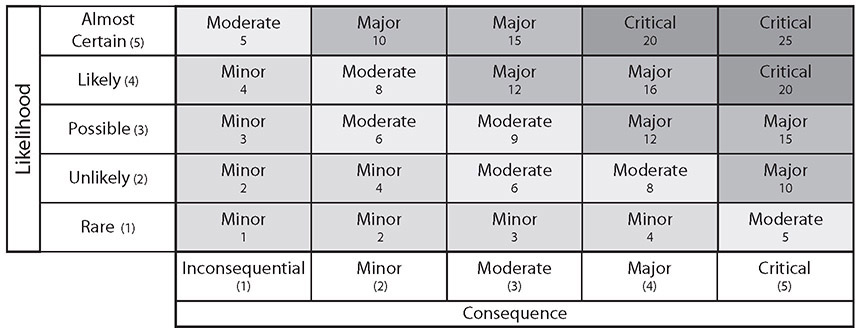 Likelihood
Almost Certain (5)
Moderate 5
Major 10
Major 15
Critical 20
Critical 25
Likely (4)
Minor 4
Moderate 8
Major 12
Major 16
Critical 20
Possible (3)
Minor 3
Moderate 6
Moderate 9
Major 12
Major 15
Unlikely (2)
Minor 2
Minor 4
Moderate 6
Moderate 8
Major 10
Rare (1)
Minor 1
Minor 2
Minor 3
Minor 4
Moderate 5
Inconsequential (1)
Minor (2)
Moderate (3)
Major (4)
Critical (5)
Consequence